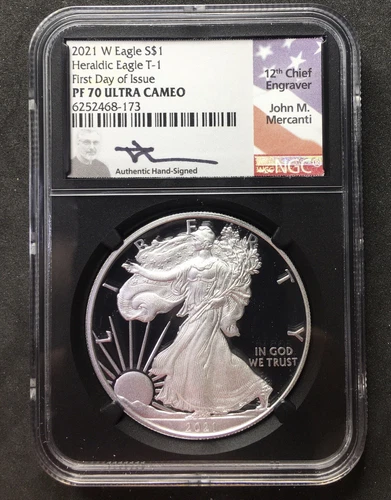 2021 W Eagle S$1
Heraldic Eagle T-1
First Day of Issue
PF 70 ULTRA CAMEO
6252468-173
Authentic Hand-Signed
12th Chief
Engraver
John M.
Mercanti
NGC
LIBERTY
IN GOD
WE TRUST
2021